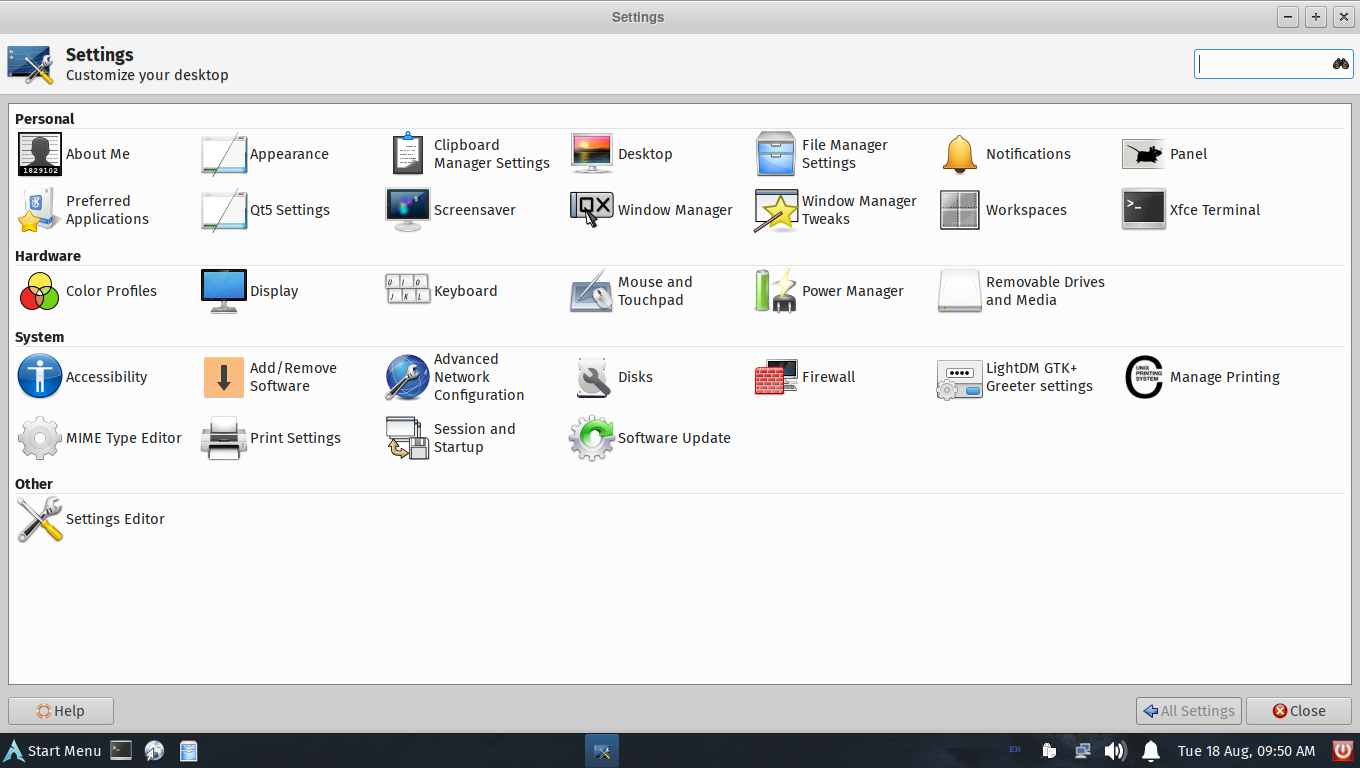 Settings
Settings
Customize your desktop
Personal
1829102
About Me
Appearance
Clipboard
Manager Settings
Desktop
File Manager
Settings
Notifications
Panel
Preferred
Applications
Qt5 Settings
Screensaver
Window Manager
Window Manager
Tweaks
Workspaces
>_
Xfce Terminal
Hardware
Color Profiles
Display
U I O
J K L
Keyboard
Mouse and
Touchpad
Power Manager
Removable Drives
and Media
System
Accessibility
Add/Remove
Software
Advanced
Network
Configuration
Disks
Firewall
LightDM GTK+
Greeter settings
UNIX
PRINTING
SYSTEM
Manage Printing
MIME Type Editor
Print Settings
Session and
Startup
Software Update
Other
Settings Editor
Help
All Settings
Close
Start Menu
EN
Tue 18 Aug, 09:50 AM